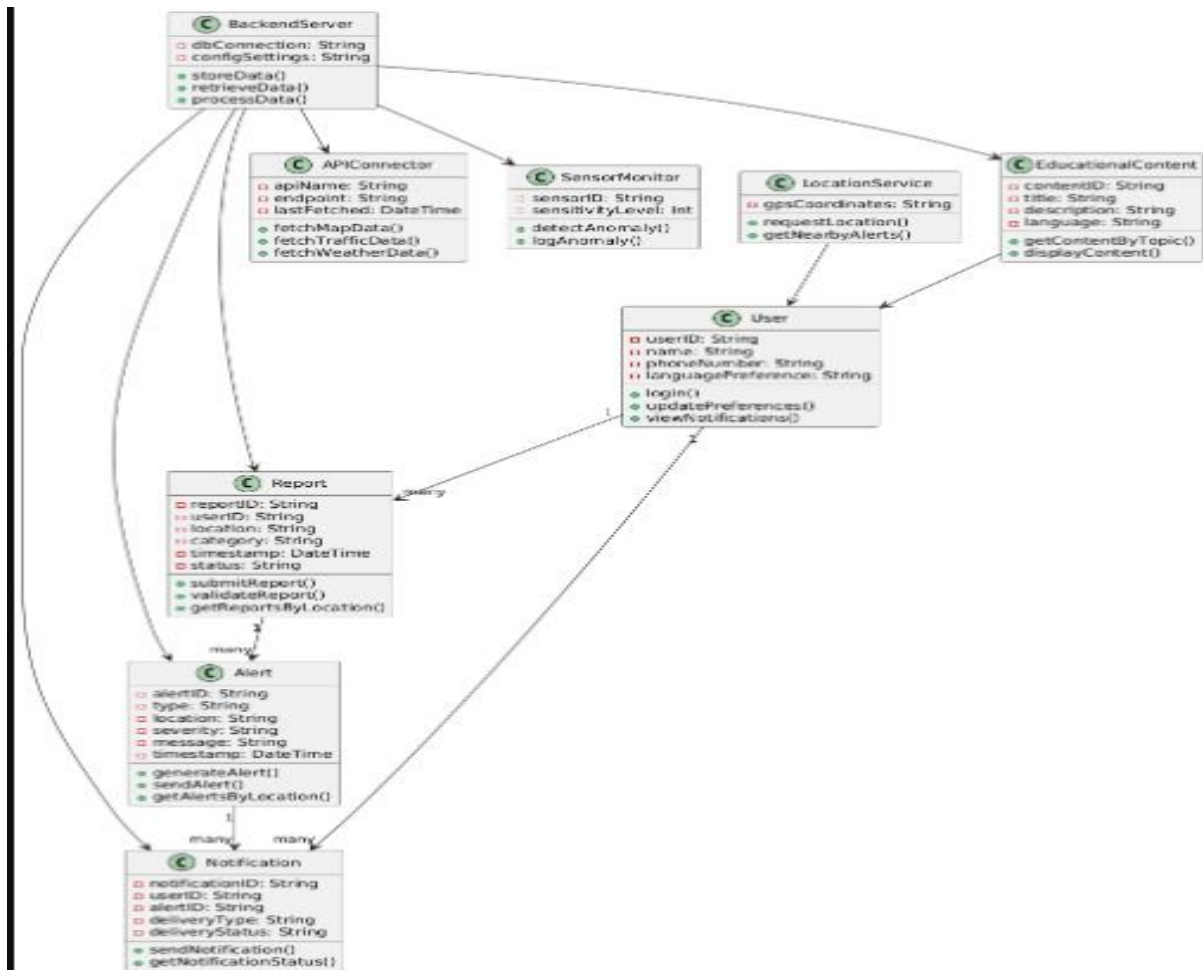 C BackendServer
dbConnection: String
configSettings: String
storeData()
retrieveData()
processData()
C APIConnector
apiName: String
endpoint: String
lastFetched: DateTime
fetchMapData()
fetchTrafficData()
fetchWeatherData()
C SensorMonitor
sensorID: String
sensitivityLevel: Int
detectAnomaly()
logAnomaly()
C LocationService
gpsCoordinates: String
requestLocation()
getNearbyAlerts()
C EducationalContent
contentID: String
title: String
description: String
language: String
getContentByTopic()
displayContent()
C User
userID: String
name: String
phoneNumber: String
languagePreference: String
login()
updatePreferences()
viewNotifications()
1
1
many
C Report
reportID: String
userID: String
location: String
category: String
timestamp: DateTime
status: String
submitReport()
validateReport()
getReportsByLocation()
1
many
C Alert
alertID: String
type: String
location: String
severity: String
message: String
timestamp: DateTime
generateAlert()
sendAlert()
getAlertsByLocation()
1
many
many
C Notification
notificationID: String
userID: String
alertID: String
deliveryType: String
deliveryStatus: String
sendNotification()
getNotificationStatus()